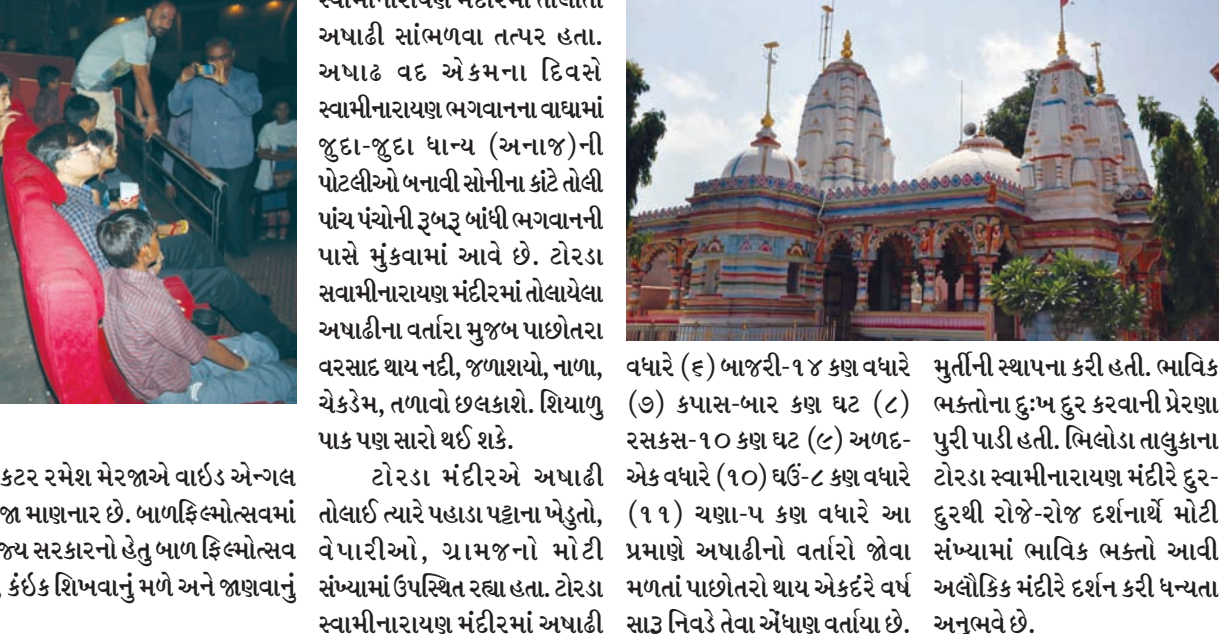 કટર રમેશ મેરજાએ વાઇડ એન્ગલ
જા માણનાર છે. બાળફિલ્મોત્સવમાં
જ્ય સરકારનો હેતુ બાળ ફિલ્મોત્સવ
કંઇક શિખવાનું મળે અને જાણવાનું
સ્વામીનારાયણ મંદીરમાં તોલાતી
અષાઢી સાંભળવા તત્પર હતા.
અષાઢ વદ એકમના દિવસે
સ્વામીનારાયણ ભગવાનના વાઘામાં
જુદા-જુદા ધાન્ય (અનાજ)ની
પોટલીઓ બનાવી સોનીના કાંટે તોલી
પાંચ પંચોની રૂબરૂ બાંધી ભગવાનની
પાસે મુંકવામાં આવે છે. ટોરડા
સવામીનારાયણ મંદીરમાં તોલાયેલા
અષાઢીના વર્તારા મુજબ પાછોતરા
વરસાદ થાય નદી, જળાશયો, નાળા,
ચેકડેમ, તળાવો છલકાશે. શિયાળુ
પાક પણ સારો થઈ શકે.
ટોરડા મંદીરએ અષાઢી
તોલાઈ ત્યારે પહાડા પટ્ટાના ખેડુતો,
વેપારીઓ, ગ્રામજનો મોટી
સંખ્યામાં ઉપસ્થિત રહ્યા હતા. ટોરડા
સ્વામીનારાયણ મંદીરમાં અષાઢી
વધારે (૬) બાજરી-૧૪ કણ વધારે
(૭) કપાસ-બાર કણ ઘટ (૮)
રસકસ-૧૦ કણ ઘટ (૯) અળદ-
એક વધારે (૧૦) ઘઉં-૮ કણ વધારે
(૧૧) ચણા-૫ કણ વધારે આ
પ્રમાણે અષાઢીનો વર્તારો જોવા
મળતાં પાછોતરો થાય એકદંરે વર્ષ
સારૂ નિવડે તેવા એંધાણ વર્તાયા છે.
મુર્તીની સ્થાપના કરી હતી. ભાવિક
ભક્તોના દુઃખ દુર કરવાની પ્રેરણા
પુરી પાડી હતી. ભિલોડા તાલુકાના
ટોરડા સ્વામીનારાયણ મંદીરે દુર-
દુરથી રોજે-રોજ દર્શનાર્થે મોટી
સંખ્યામાં ભાવિક ભક્તો આવી
અલૌકિક મંદીરે દર્શન કરી ધન્યતા
અનુભવે છે.